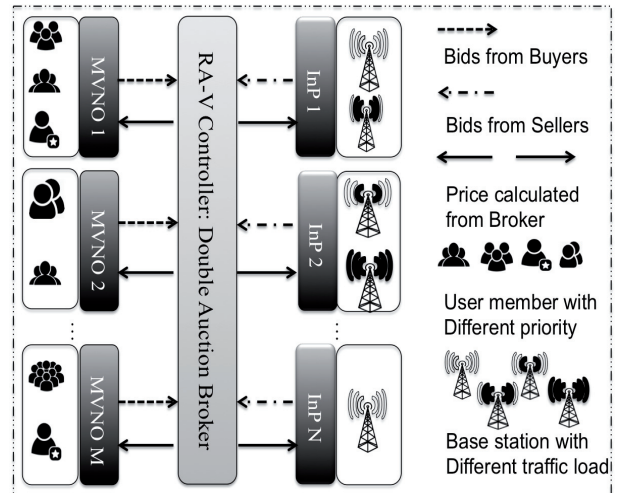 MVNO 1
RA-V Controller: Double Auction Broker
InP 1
MVNO 2
InP 2
⋮
⋮
MVNO M
InP N
Bids from Buyers
Bids from Sellers
Price calculated
from Broker
User member with
Different priority
Base station with
Different traffic load